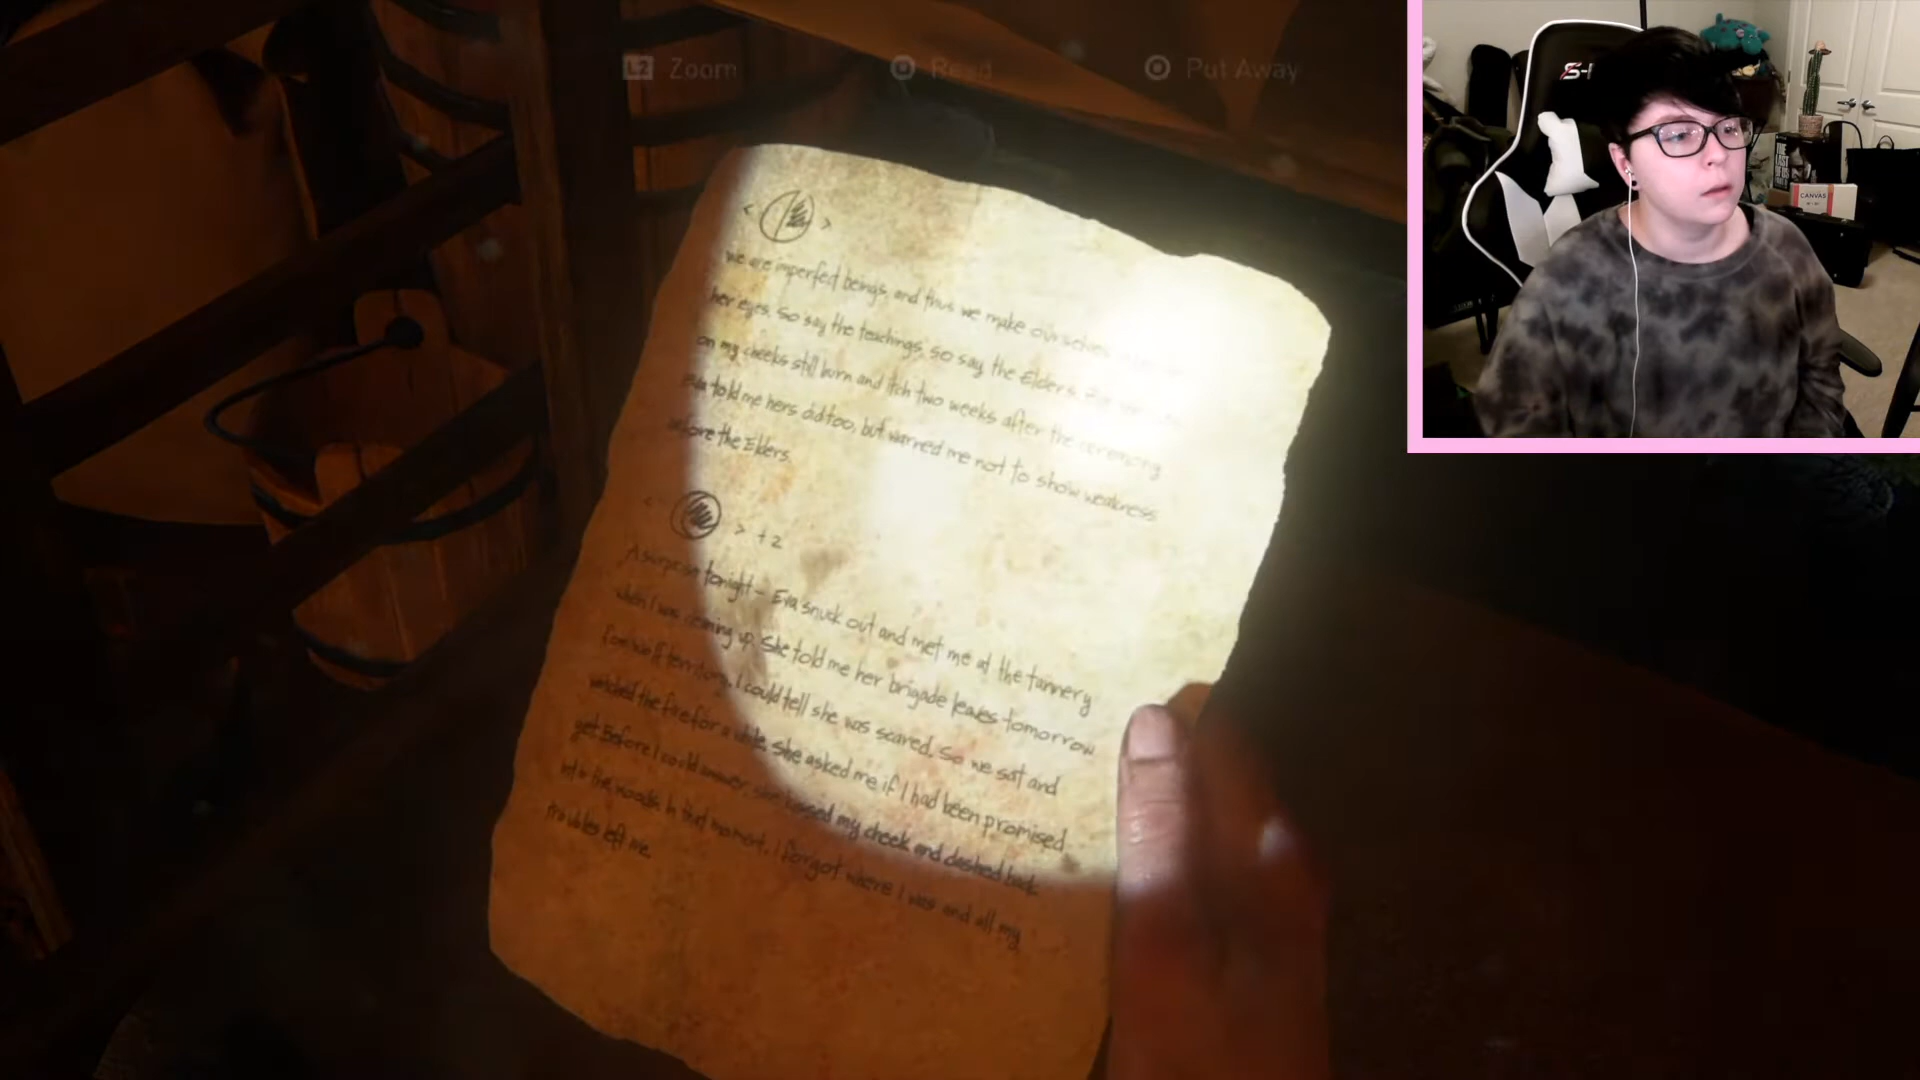 L2 Zoom
Read
Put Away
< >
we are imperfect beings, and thus we make ourselves
her eyes. So say the teachings, so say the Elders.
on my cheeks still burn and itch two weeks after the ceremony
told me hers did too, but warned me not to show weakness
before the Elders.
< > +2
A surprise tonight - Eva snuck out and met me at the tannery
when I was cleaning up. She told me her brigade leaves tomorrow
for wolf territory. I could tell she was scared. So we sat and
watched the fire for a while. She asked me if I had been promised
yet. Before I could answer, she kissed my cheek and dashed back
into the woods. In that moment, I forgot where I was and all my
troubles left me.
CANVAS
THE
LAST
OF US